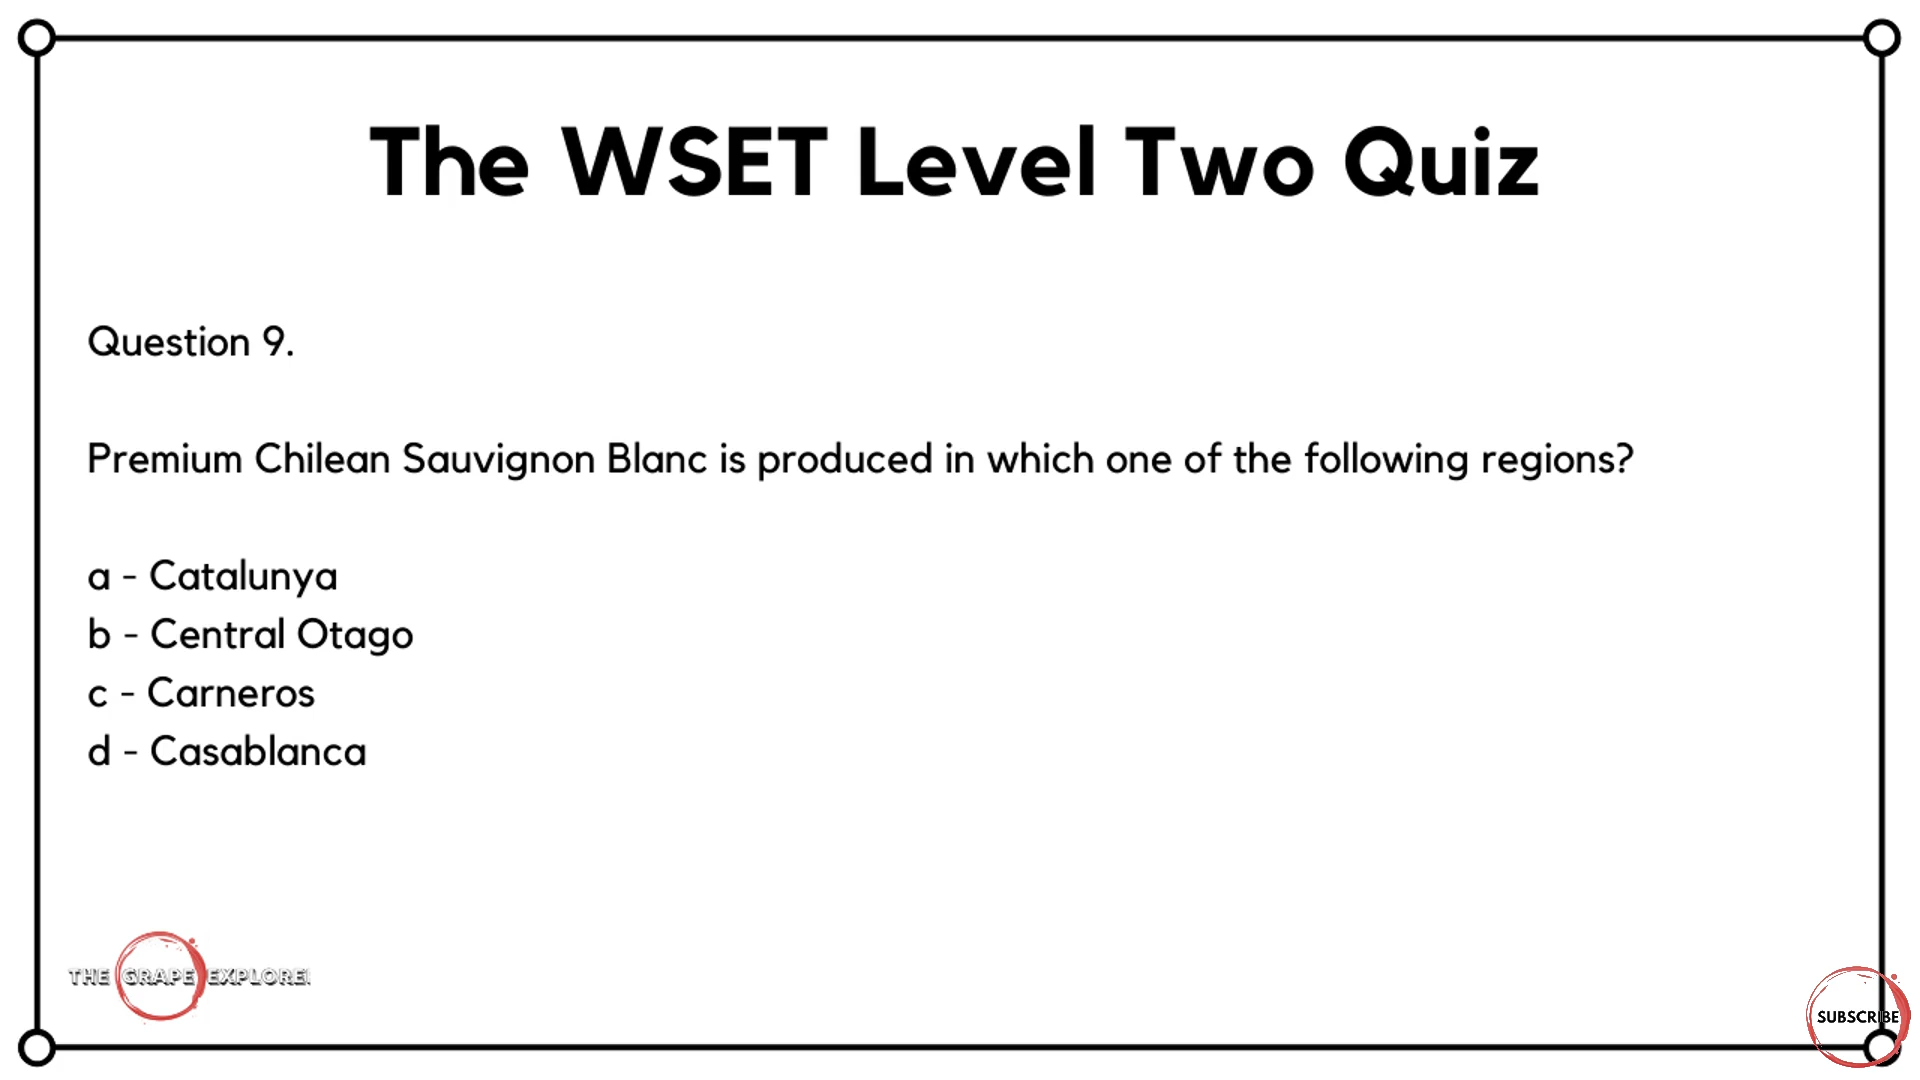 The WSET Level Two Quiz
Question 9.
Premium Chilean Sauvignon Blanc is produced in which one of the following regions?
a - Catalunya
b - Central Otago
c - Carneros
d - Casablanca
THE GRAPE EXPLORE
SUBSCRIBE